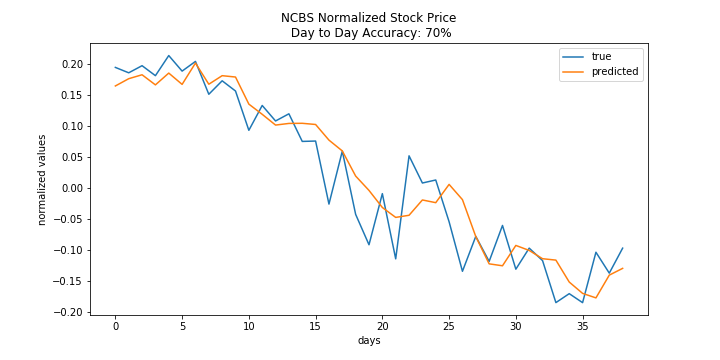 NCBS Normalized Stock Price
Day to Day Accuracy: 70%
true
predicted
normalized values
0.20
0.15
0.10
0.05
0.00
−0.05
−0.10
−0.15
−0.20
0 5 10 15 20 25 30 35
days